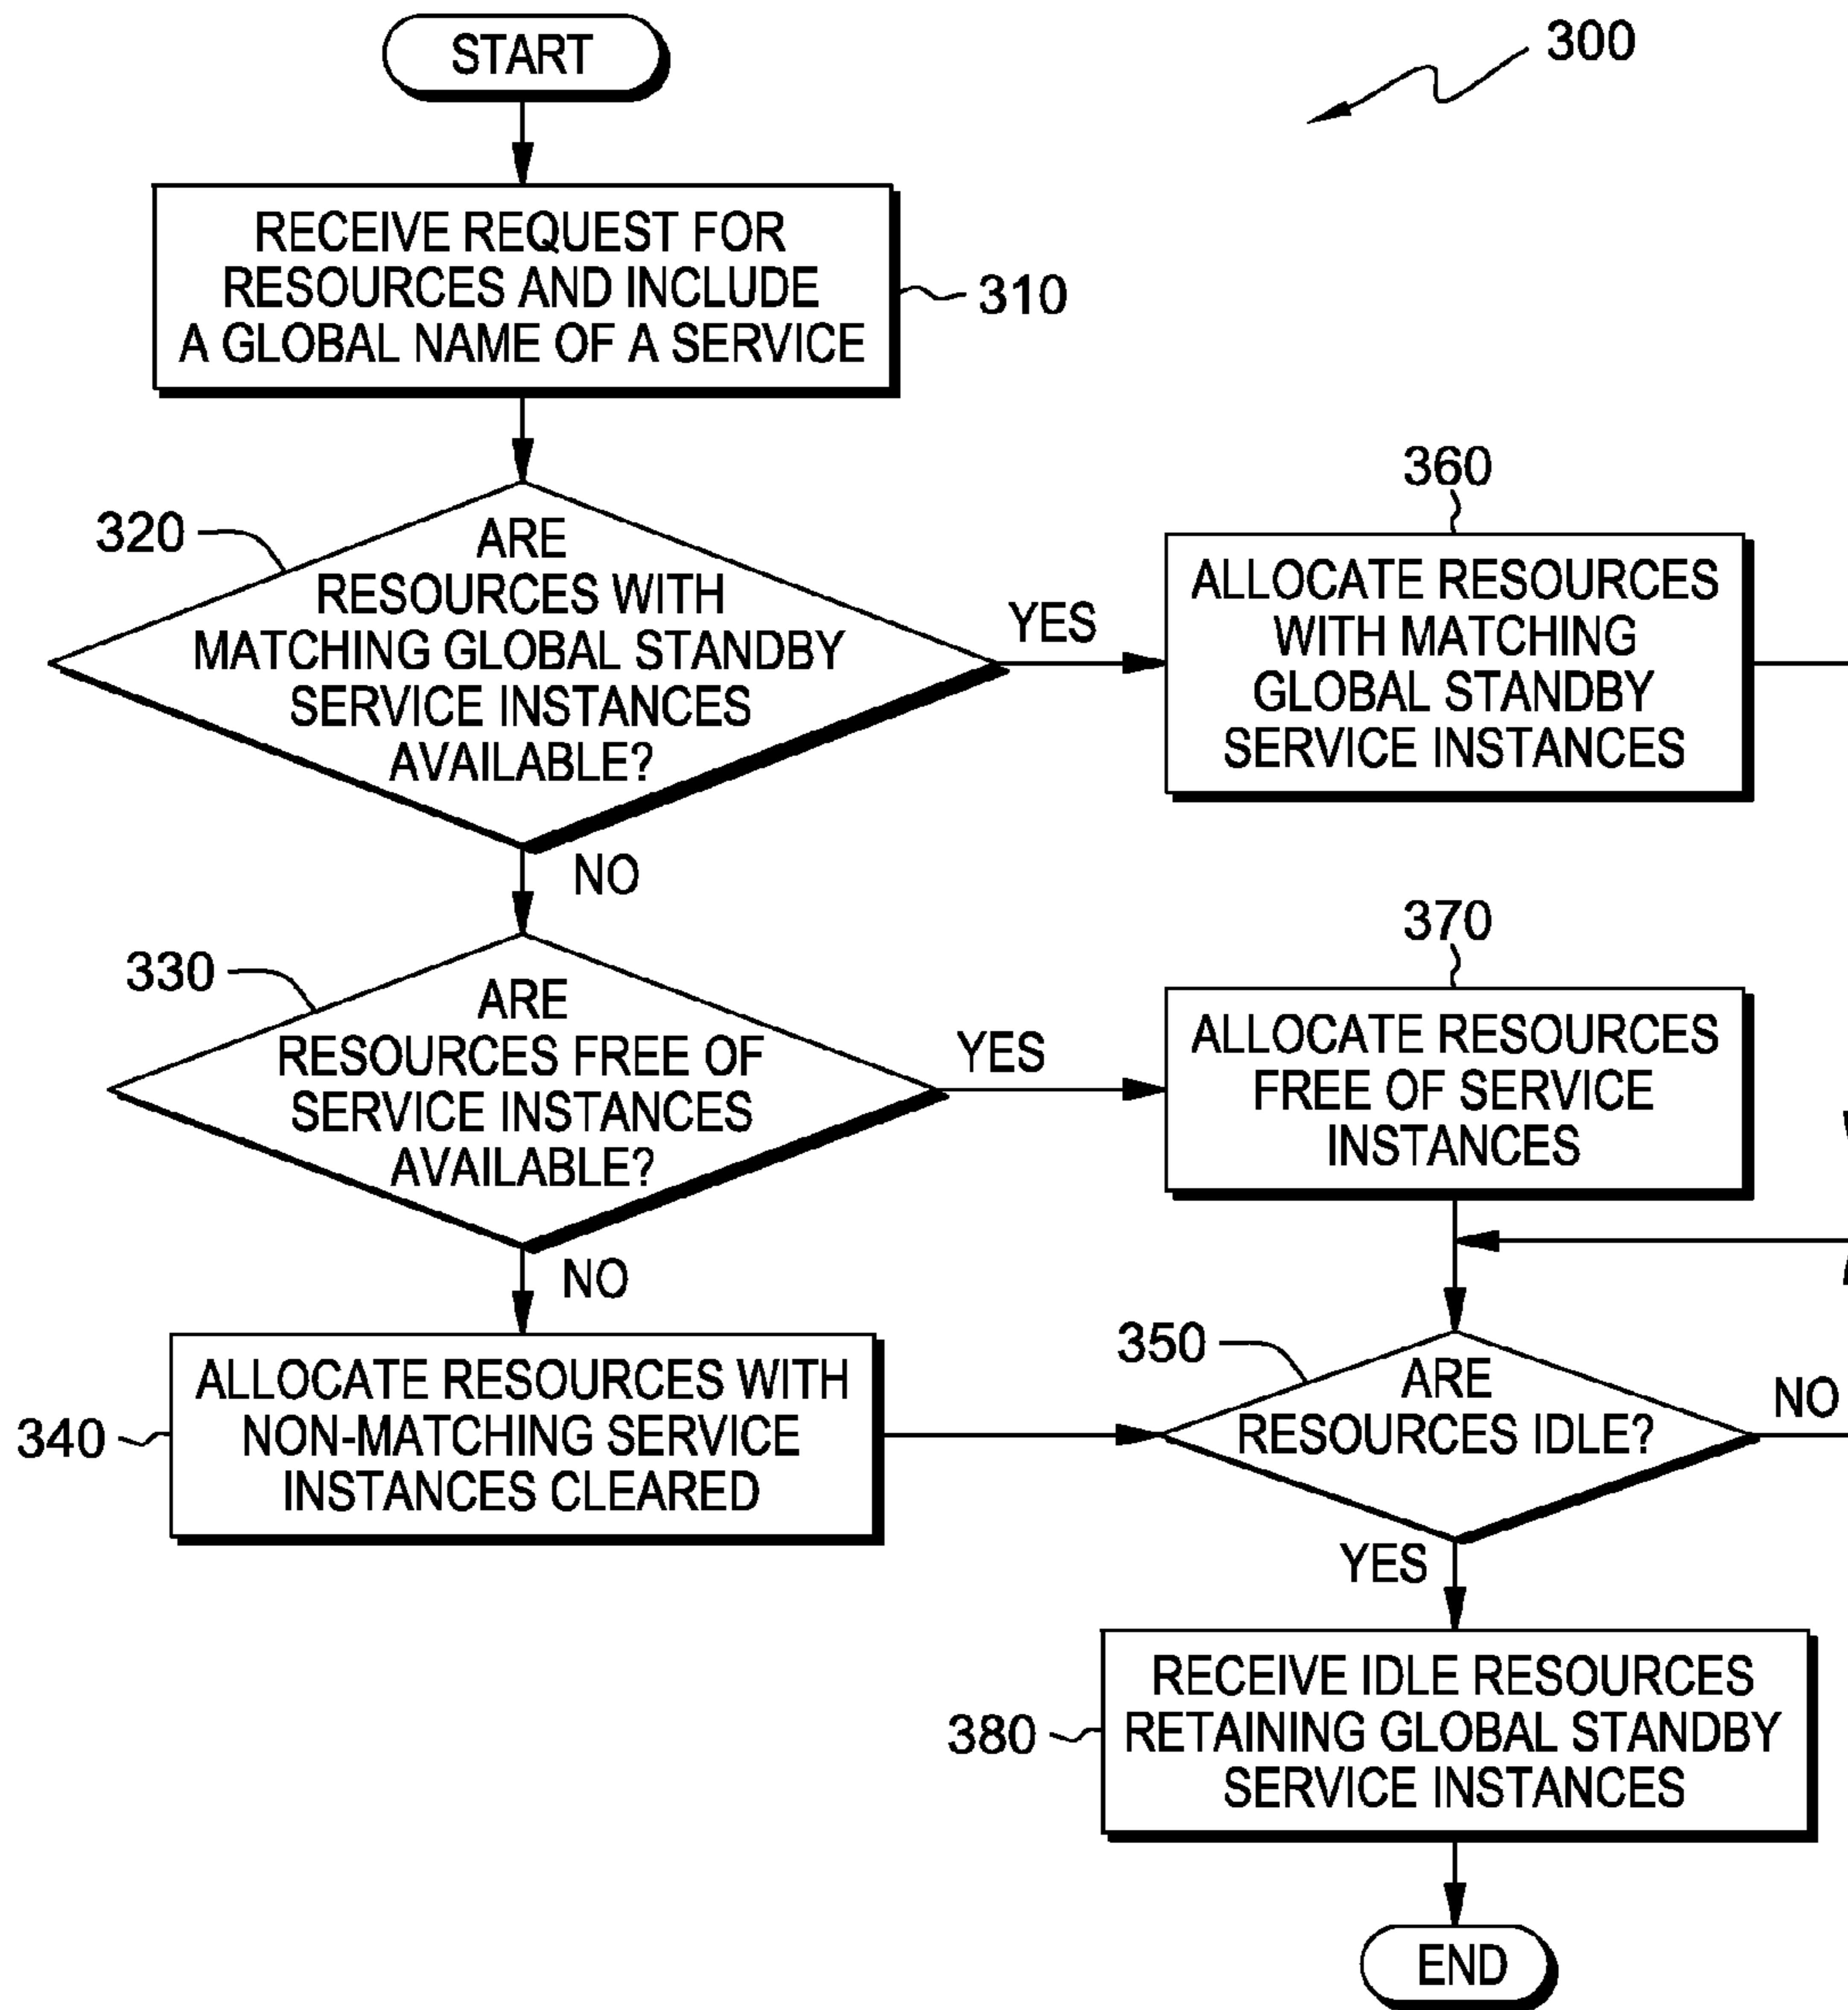 START
300
RECEIVE REQUEST FOR
RESOURCES AND INCLUDE
A GLOBAL NAME OF A SERVICE
310
320
ARE
RESOURCES WITH
MATCHING GLOBAL STANDBY
SERVICE INSTANCES
AVAILABLE?
YES
360
ALLOCATE RESOURCES
WITH MATCHING
GLOBAL STANDBY
SERVICE INSTANCES
NO
330
ARE
RESOURCES FREE OF
SERVICE INSTANCES
AVAILABLE?
YES
370
ALLOCATE RESOURCES
FREE OF SERVICE
INSTANCES
NO
340
ALLOCATE RESOURCES WITH
NON-MATCHING SERVICE
INSTANCES CLEARED
350
ARE
RESOURCES IDLE?
NO
YES
380
RECEIVE IDLE RESOURCES
RETAINING GLOBAL STANDBY
SERVICE INSTANCES
END